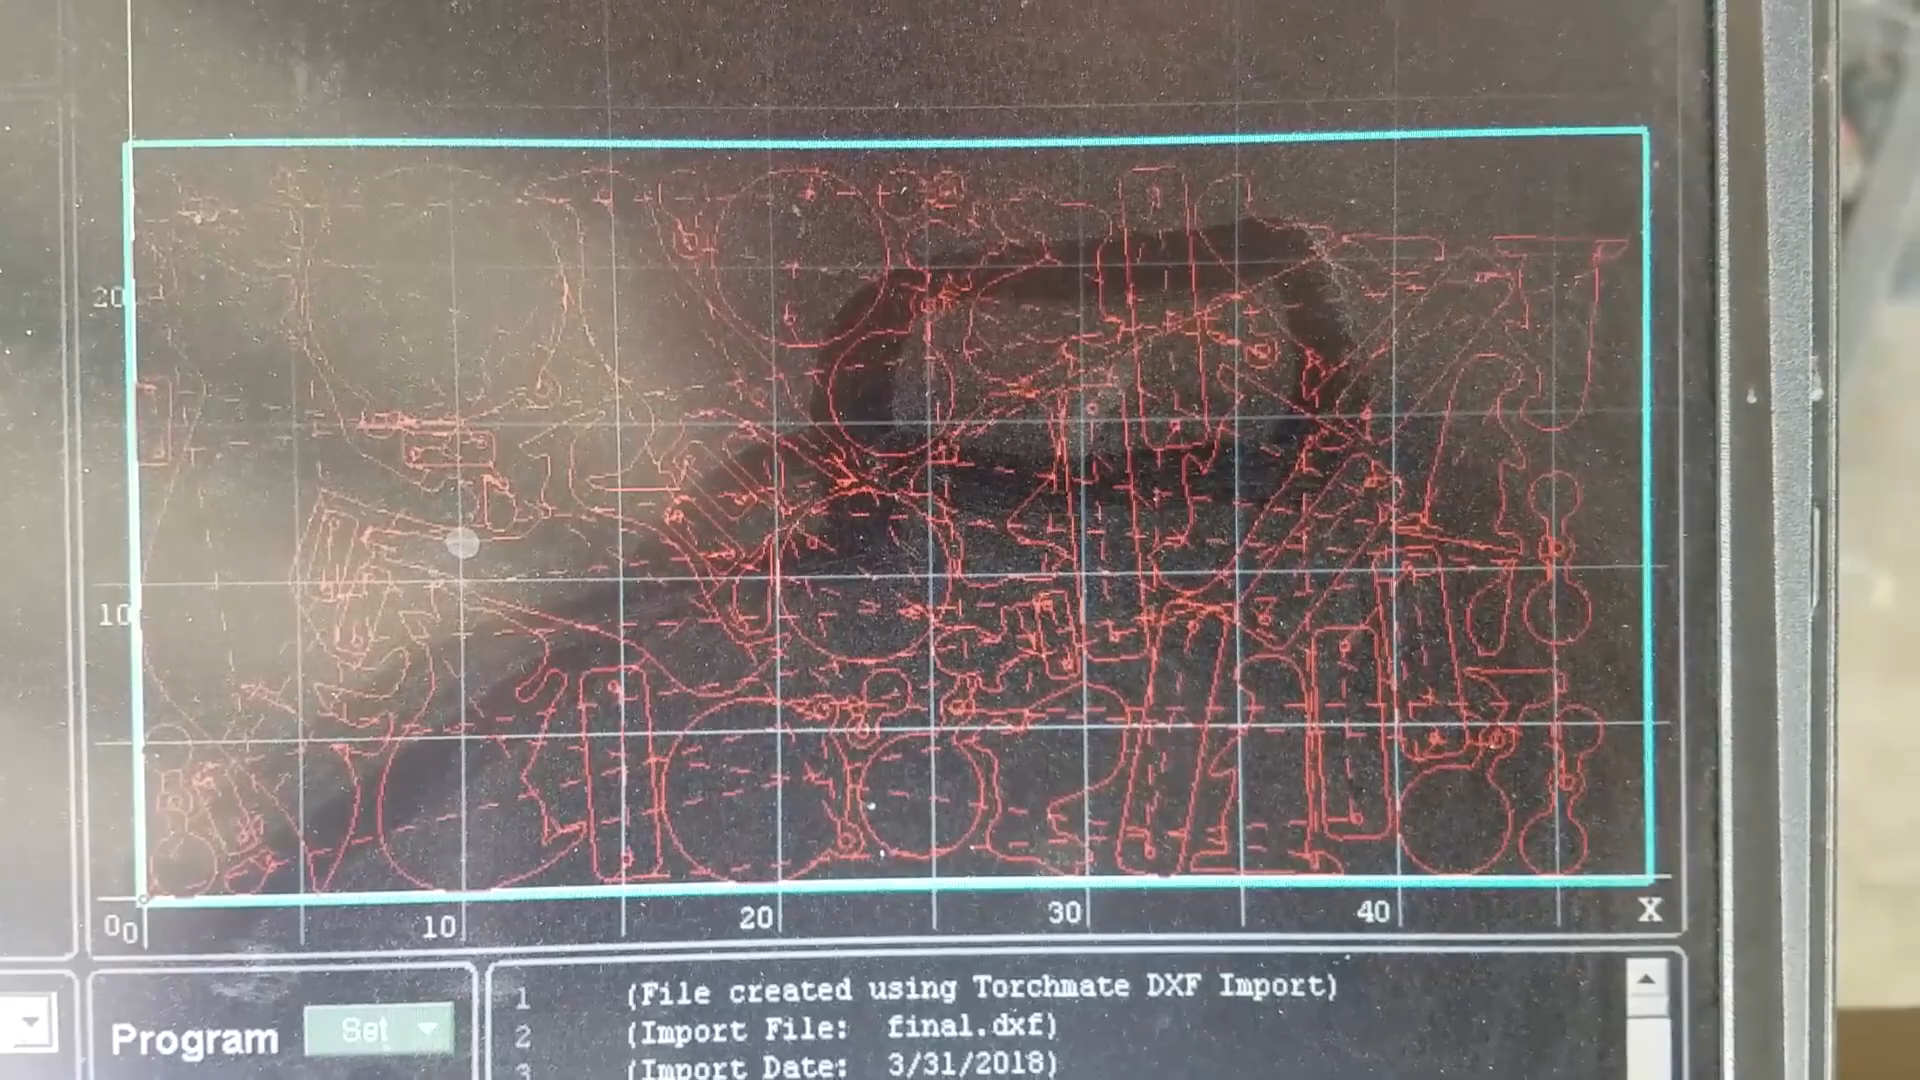 20
10
0 0 10 20 30 40 X
Program Set
1 (File created using Torchmate DXF Import)
2 (Import File: final.dxf)
3 (Import Date: 3/31/2018)